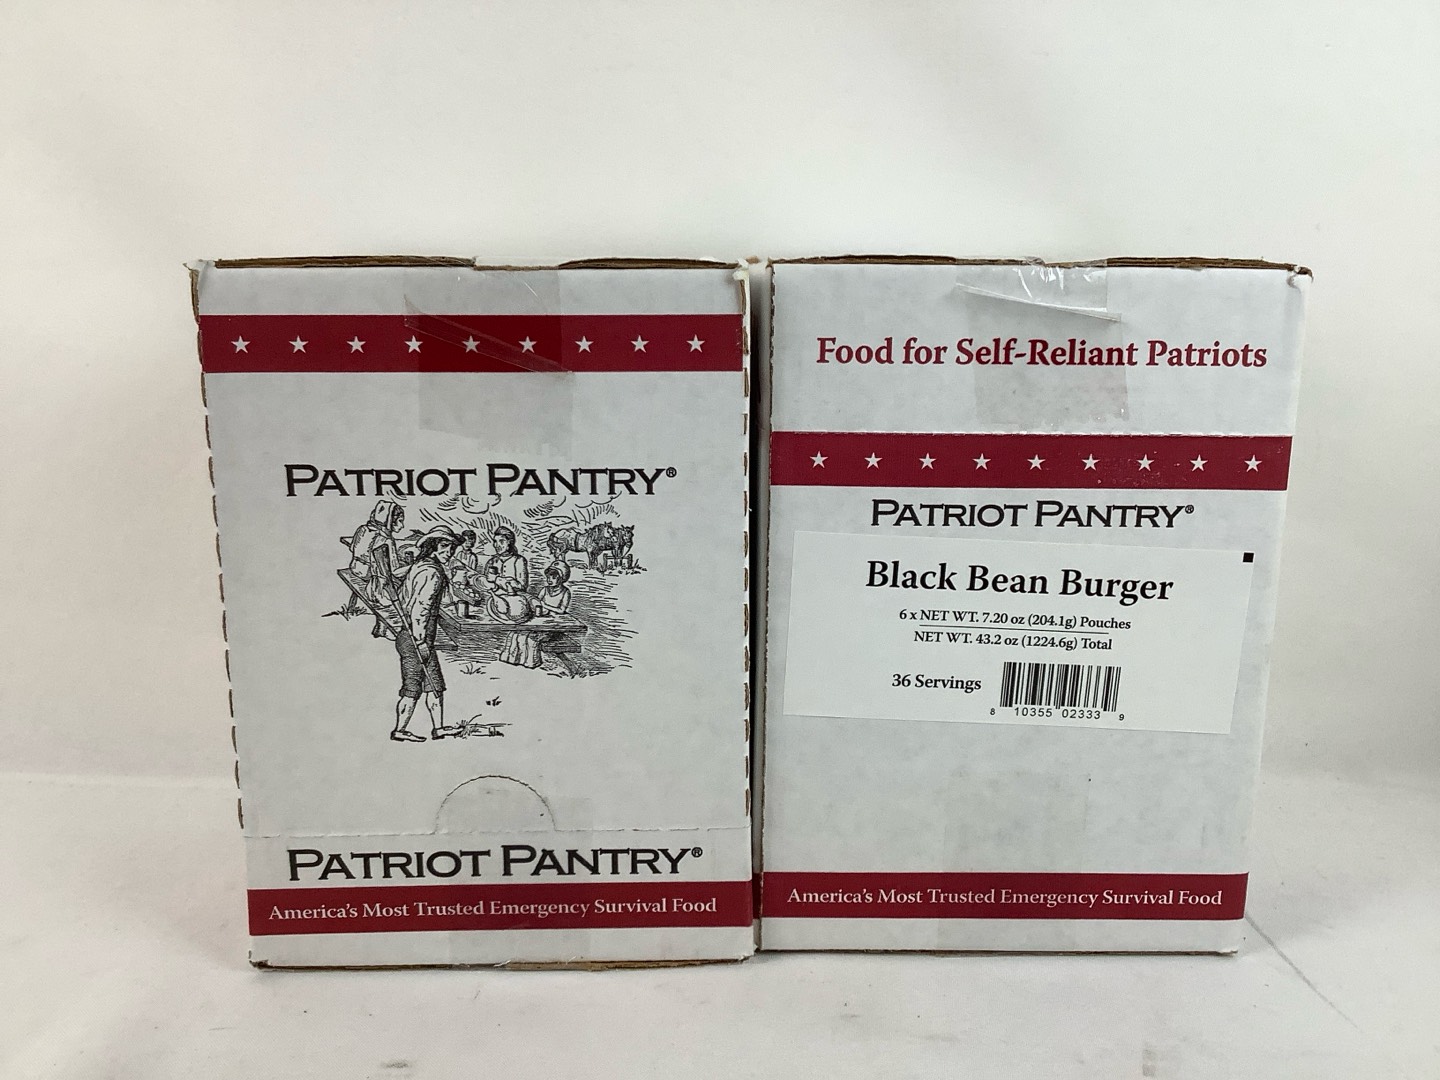 PATRIOT PANTRY®
PATRIOT PANTRY®
America's Most Trusted Emergency Survival Food
Food for Self-Reliant Patriots
PATRIOT PANTRY®
Black Bean Burger
6 x NET WT. 7.20 oz (204.1g) Pouches
NET WT. 43.2 oz (1224.6g) Total
36 Servings
8 10355 02333 9
America's Most Trusted Emergency Survival Food